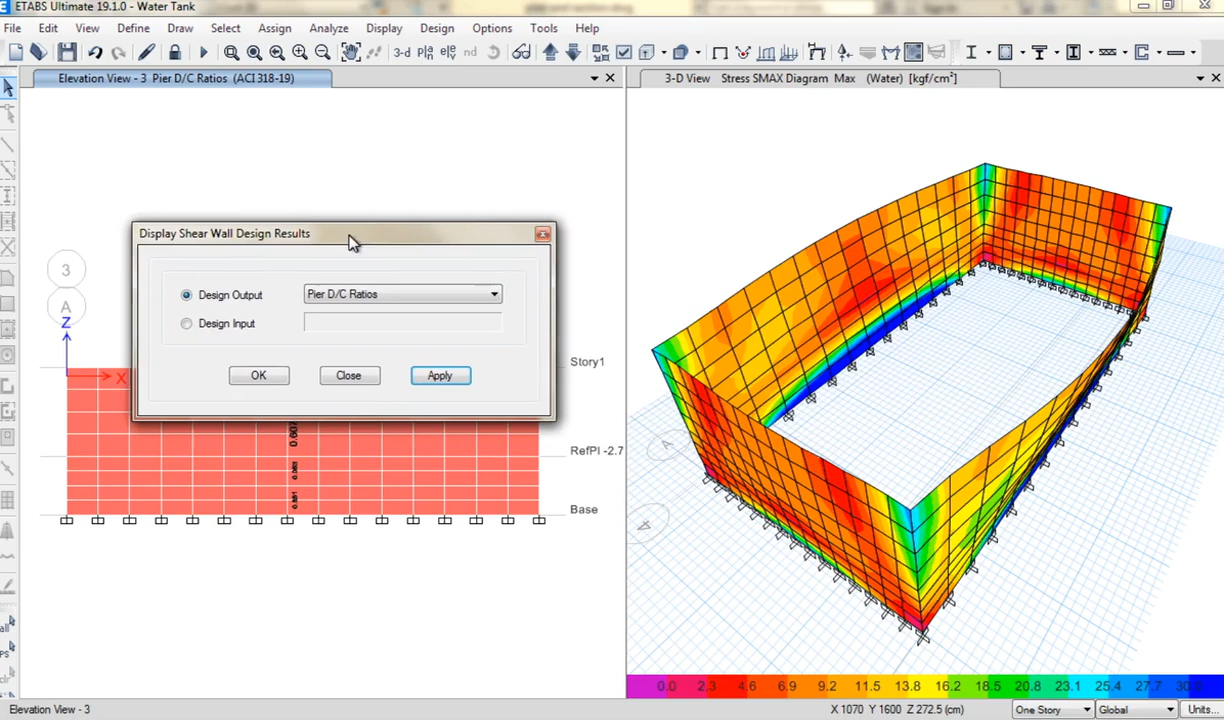 ETABS Ultimate 19.1.0 - Water Tank
File Edit View Define Draw Select Assign Analyze Display Design Options Tools Help
3-d
nd
Elevation View - 3 Pier D/C Ratios (ACI 318-19)
3-D View Stress SMAX Diagram Max (Water) [kgf/cm²]
Display Shear Wall Design Results
Design Output
Pier D/C Ratios
Design Input
OK
Close
Apply
3
A
Z
X
Story1
RefPl -2.7
Base
0.607
A
4
0.0 2.3 4.6 6.9 9.2 11.5 13.8 16.2 18.5 20.8 23.1 25.4 27.7
Elevation View - 3
X 1070 Y 1600 Z 272.5 (cm)
One Story
Global
Units...